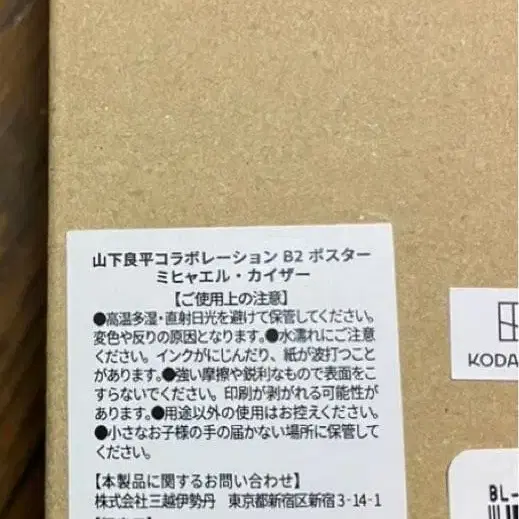 山下良平コラボレーション B2 ポスター
ミヒャエル・カイザー
【ご使用上の注意】
●高温多湿・直射日光を避けて保管してください。
変色や反りの原因となります。●水濡れにご注意
ください。インクがにじんだり、紙が波打つこと
があります。●強い摩擦や鋭利なもので表面をこ
すらないでください。印刷が剥がれる可能性が
あります。●用途以外の使用はお控えください。
●小さなお子様の手の届かない場所に保管して
ください。
【本製品に関するお問い合わせ】
株式会社三越伊勢丹 東京都新宿区新宿3-14-1
KODA
BL-